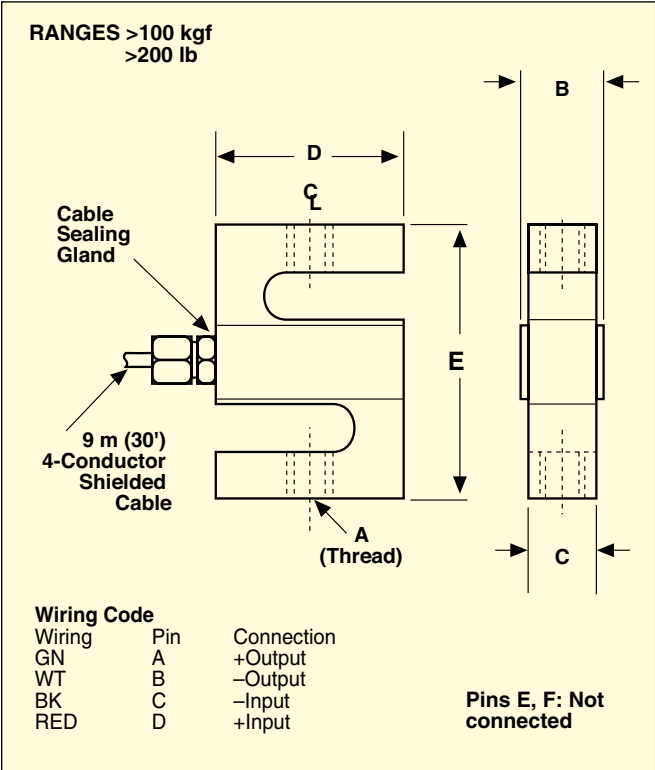 RANGES >100 kgf
>200 lb
B
D
CL
Cable
Sealing
Gland
E
9 m (30')
4-Conductor
Shielded
Cable
A
(Thread)
C
Wiring Code
Wiring Pin Connection
GN A +Output
WT B –Output
BK C –Input
RED D +Input
Pins E, F: Not
connected